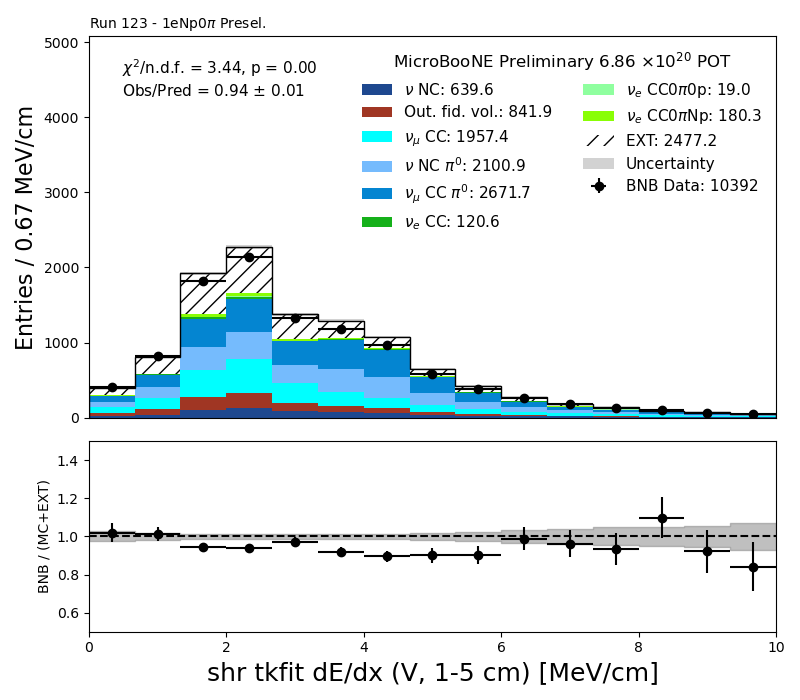 Run 123 - 1eNp0π Presel.
χ²/n.d.f. = 3.44, p = 0.00
Obs/Pred = 0.94 ± 0.01
MicroBooNE Preliminary 6.86 ×10²⁰ POT
ν NC: 639.6
Out. fid. vol.: 841.9
ν_μ CC: 1957.4
ν NC π⁰: 2100.9
ν_μ CC π⁰: 2671.7
ν_e CC: 120.6
ν_e CC0π0p: 19.0
ν_e CC0πNp: 180.3
EXT: 2477.2
Uncertainty
BNB Data: 10392
Entries / 0.67 MeV/cm
5000
4000
3000
2000
1000
0
BNB / (MC+EXT)
1.4
1.2
1.0
0.8
0.6
0 2 4 6 8 10
shr tkfit dE/dx (V, 1-5 cm) [MeV/cm]